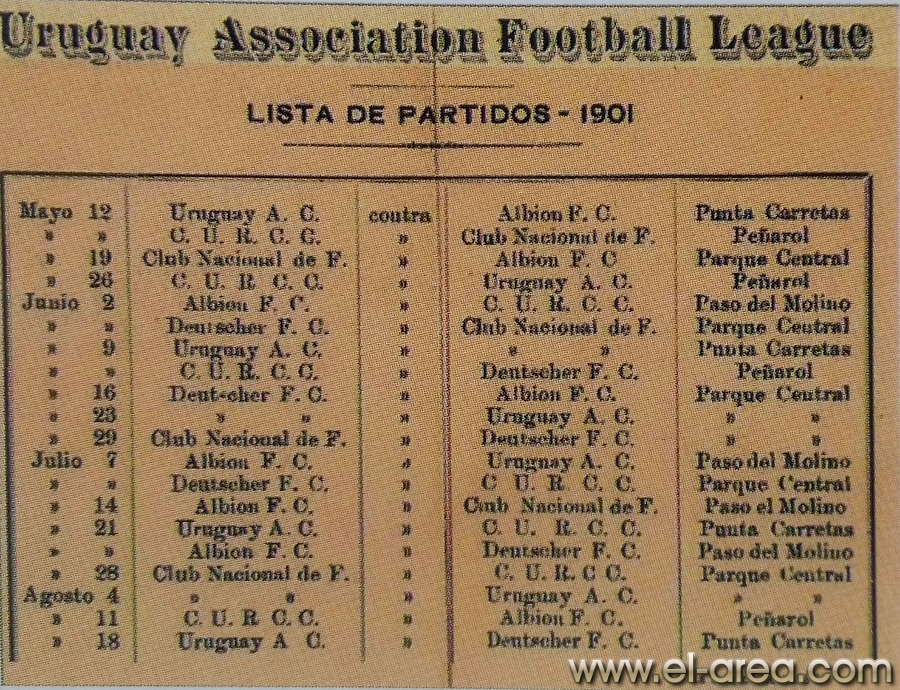 Uruguay Association Football League
LISTA DE PARTIDOS - 1901
Mayo 12 Uruguay A. C. contra Albion F. C. Punta Carretas
» » C. U. R. C. C. » Club Nacional de F. Peñarol
» 19 Club Nacional de F. » Albion F. C Parque Central
» 26 C. U R. C. C. » Uruguay A. C. Peñarol
Junio 2 Albion F. C. » C. U. R. C. C. Paso del Molino
» » Deutscher F. C. » Club Nacional de F. Parque Central
» 9 Uruguay A. C. » » » Punta Carretas
» » C. U. R. C. C. » Deutscher F. C. Peñarol
» 16 Deutscher F. C. » Albion F. C. Parque Central
» 23 » » » Uruguay A. C. » »
» 29 Club Nacional de F. » Deutscher F. C. » »
Julio 7 Albion F. C. » Uruguay A. C. Paso del Molino
» » Deutscher F. C. » C U R. C. C. Parque Central
» 14 Albion F. C. » Club Nacional de F. Paso el Molino
» 21 Uruguay A. C. » C. U. R. C. C. Punta Carretas
» » Albion F. C. » Deutscher F. C. Paso del Molino
» 28 Club Nacional de F. » C. U. R. C C. Parque Central
Agosto 4 » » » Uruguay A. C. » »
» 11 C. U. R C. C. » Albion F. C. Peñarol
» 18 Uruguay A C. » Deutscher F. C. Punta Carretas
www.el-area.com